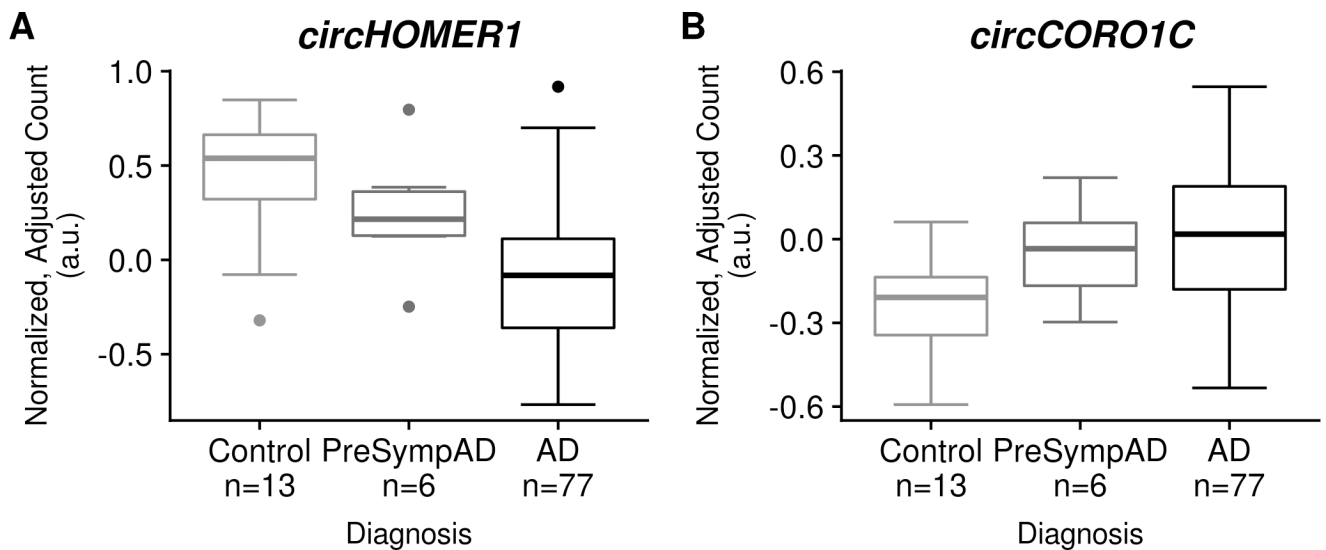 A
circHOMER1
Normalized, Adjusted Count
(a.u.)
1.0
0.5
0.0
-0.5
Control PreSympAD AD
n=13 n=6 n=77
Diagnosis
B
circCORO1C
Normalized, Adjusted Count
(a.u.)
0.6
0.3
0.0
-0.3
-0.6
Control PreSympAD AD
n=13 n=6 n=77
Diagnosis